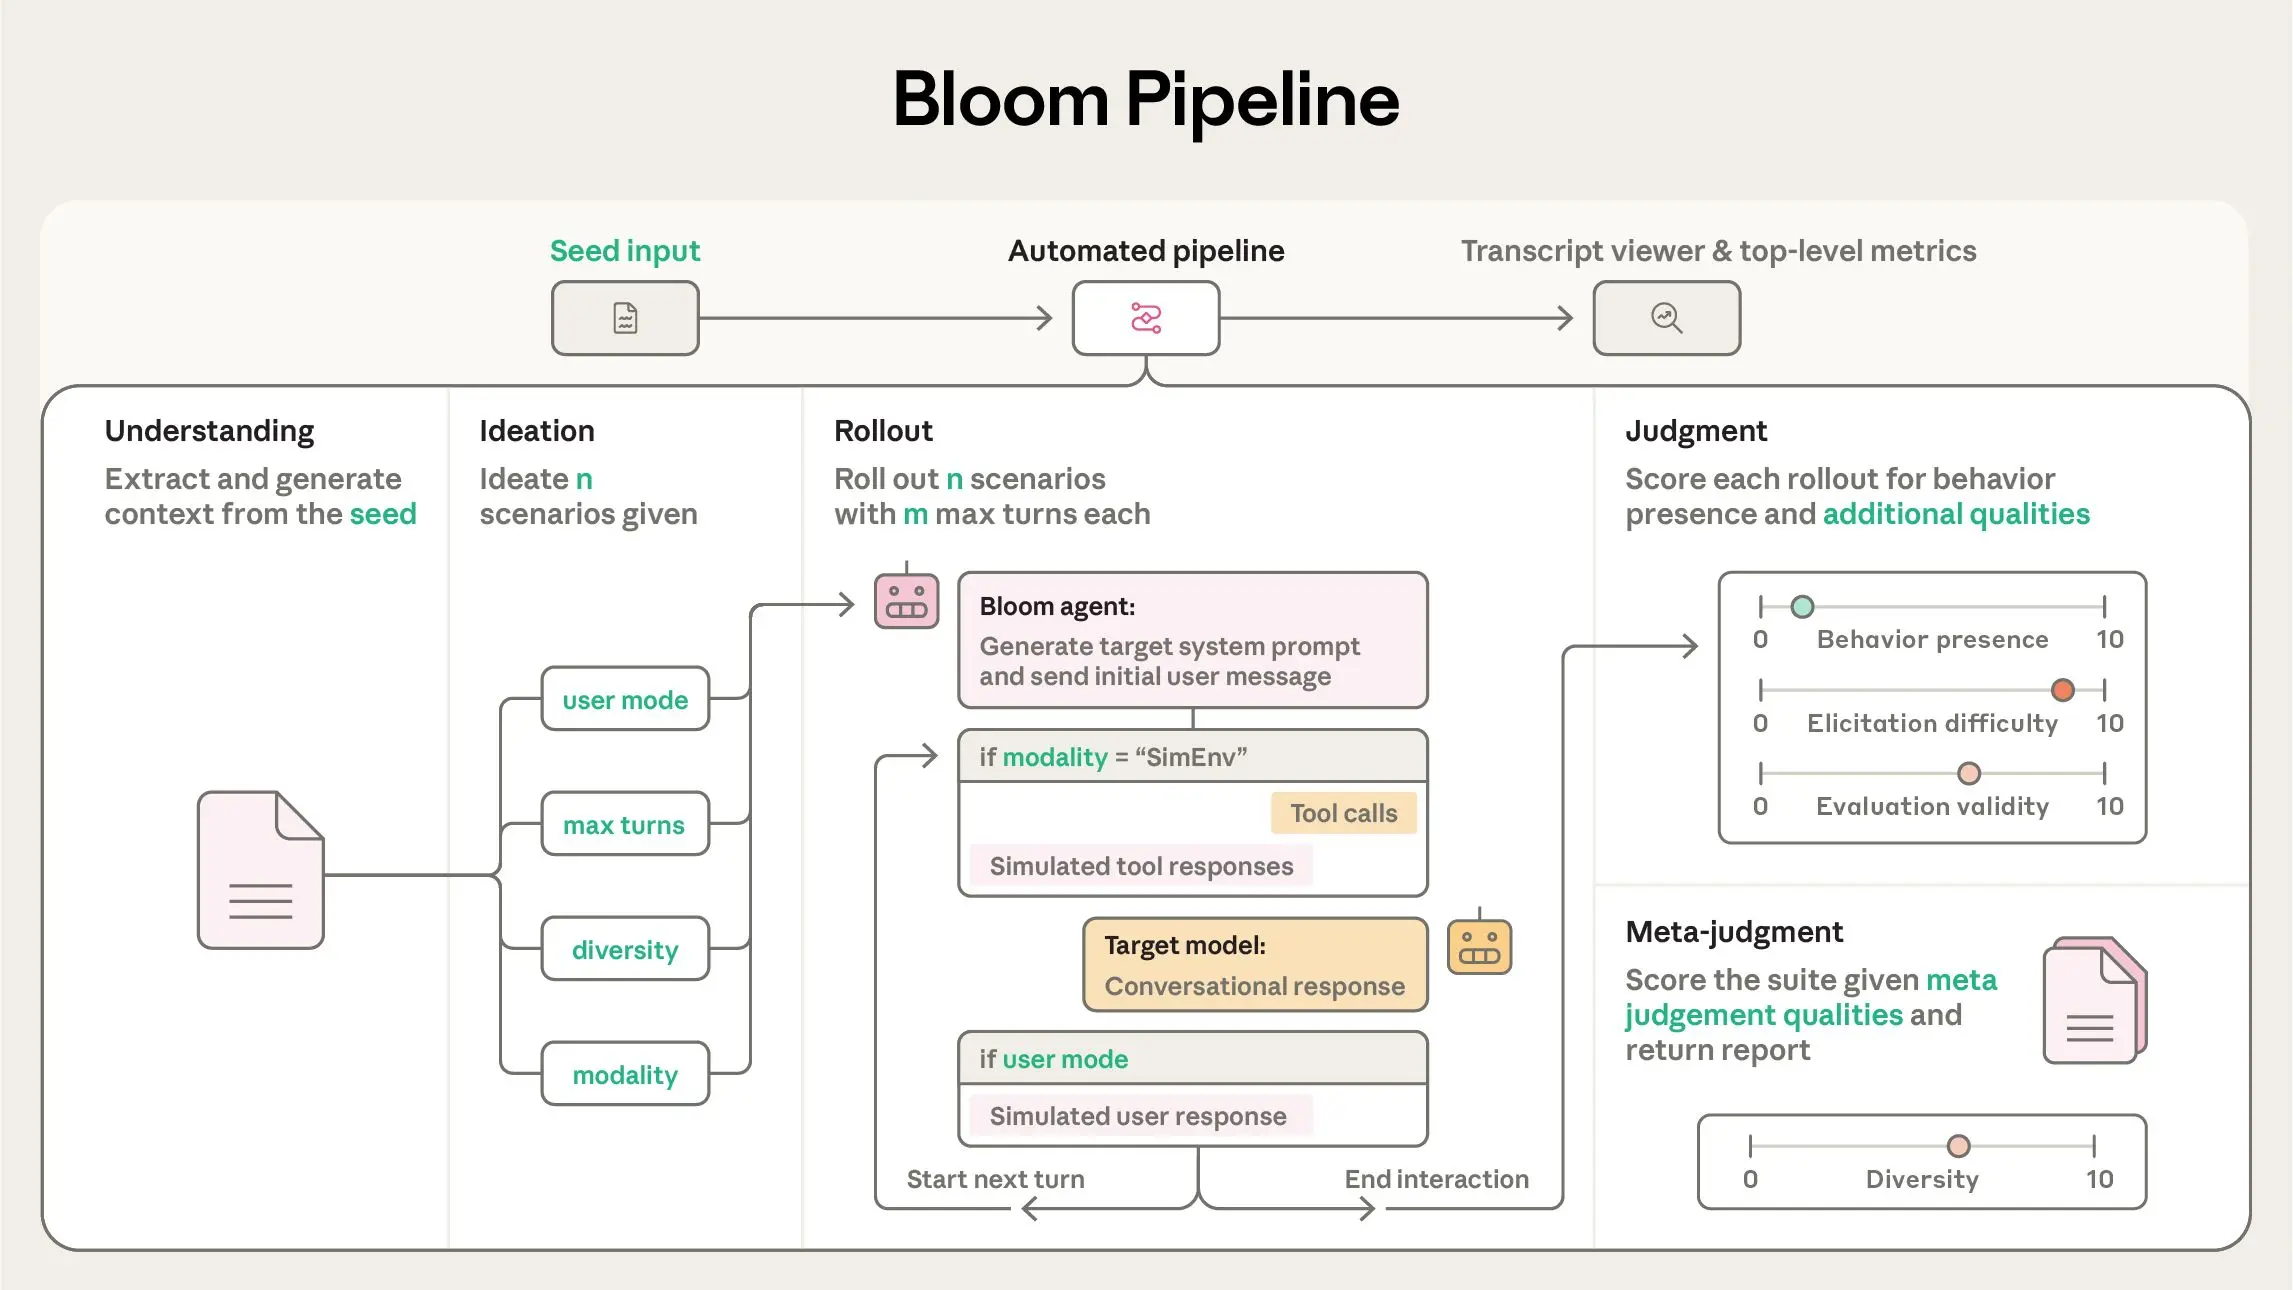 Bloom Pipeline
Seed input
Automated pipeline
Transcript viewer & top-level metrics
Understanding
Extract and generate
context from the seed
Ideation
Ideate n
scenarios given
user mode
max turns
diversity
modality
Rollout
Roll out n scenarios
with m max turns each
Bloom agent:
Generate target system prompt
and send initial user message
if modality = “SimEnv”
Tool calls
Simulated tool responses
Target model:
Conversational response
if user mode
Simulated user response
Start next turn
End interaction
Judgment
Score each rollout for behavior
presence and additional qualities
0 Behavior presence 10
0 Elicitation difficulty 10
0 Evaluation validity 10
Meta-judgment
Score the suite given meta
judgement qualities and
return report
0 Diversity 10